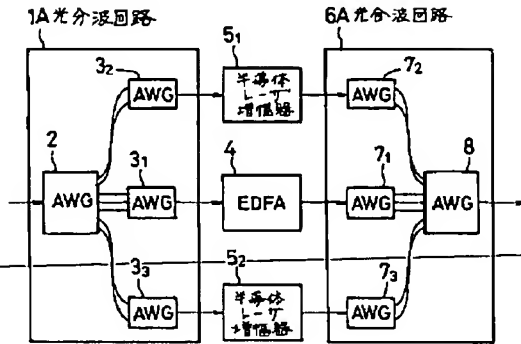 1A光分波回路
6A光合波回路
3₂
AWG
5₁
半導体
レーザ
増幅器
7₂
AWG
2
AWG
3₁
AWG
4
EDFA
7₁
AWG
8
AWG
3₃
AWG
5₂
半導体
レーザ
増幅器
7₃
AWG